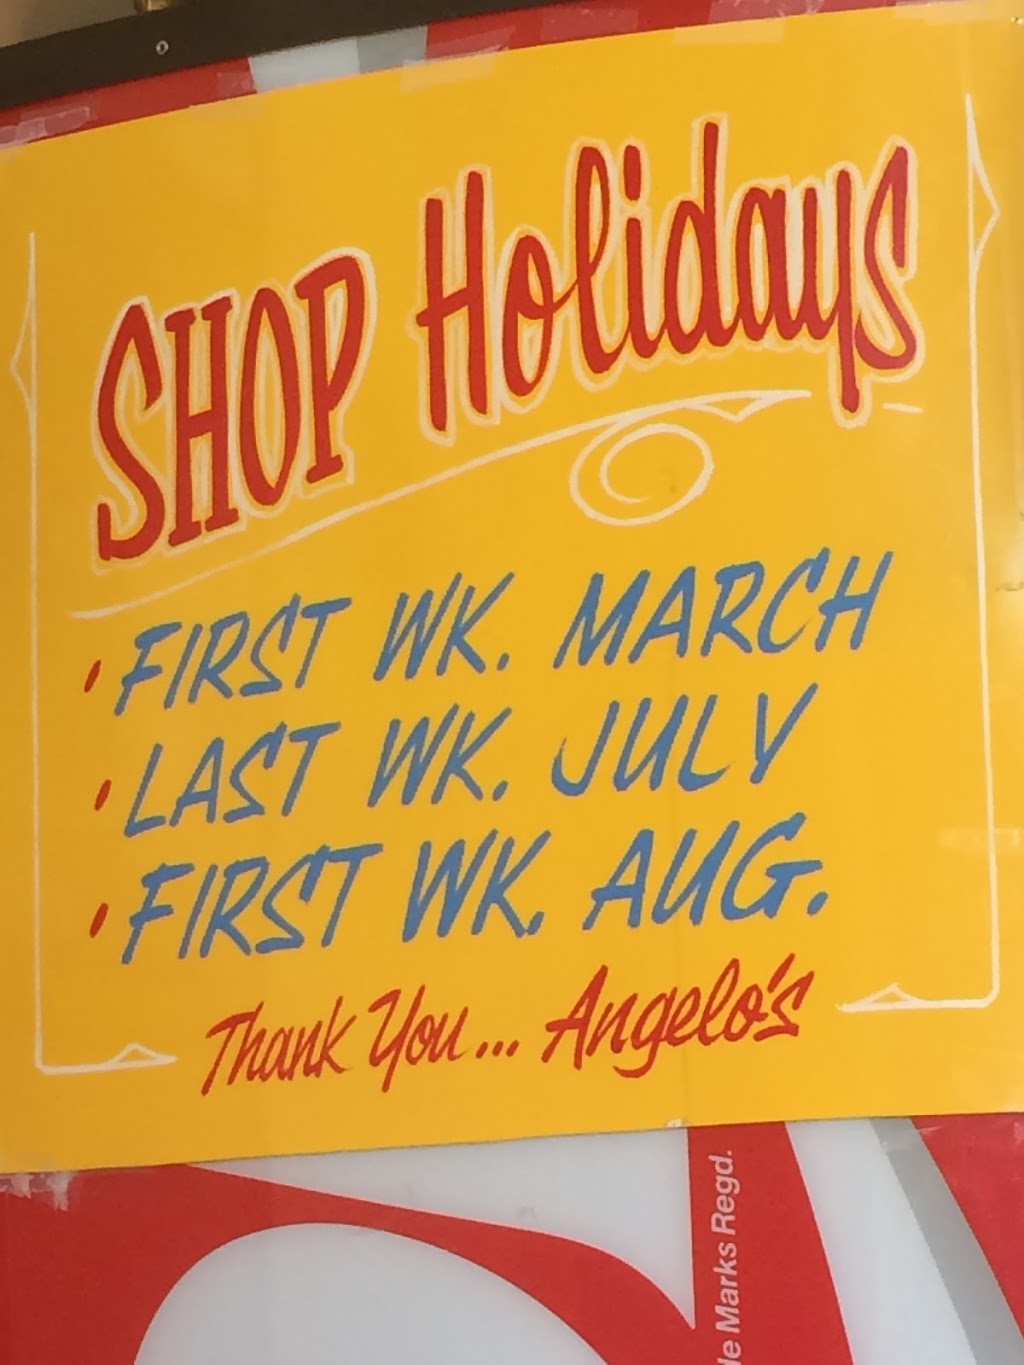 SHOP Holidays
• FIRST WK. MARCH
• LAST WK. JULY
• FIRST WK. AUG.
Thank You... Angelo's
Marks Regd.